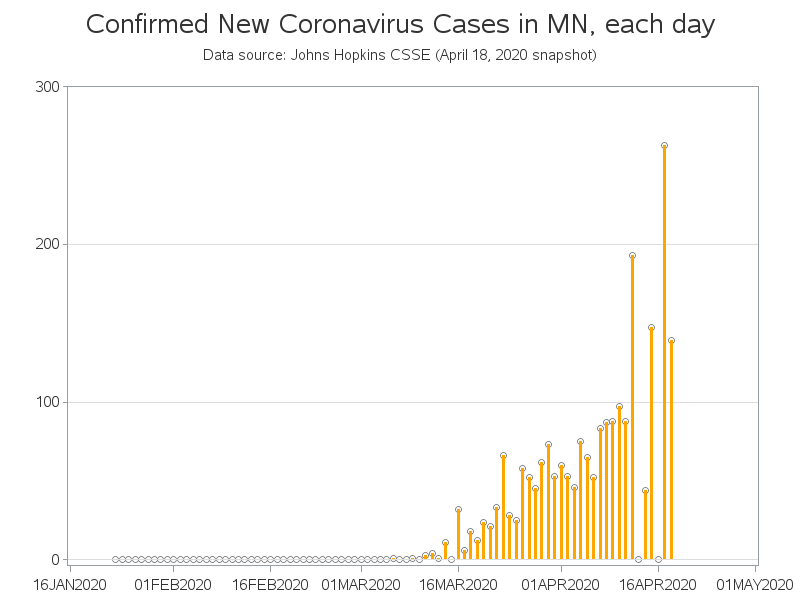 Confirmed New Coronavirus Cases in MN, each day
Data source: Johns Hopkins CSSE (April 18, 2020 snapshot)
300
200
100
0
16JAN2020 01FEB2020 16FEB2020 01MAR2020 16MAR2020 01APR2020 16APR2020 01MAY2020